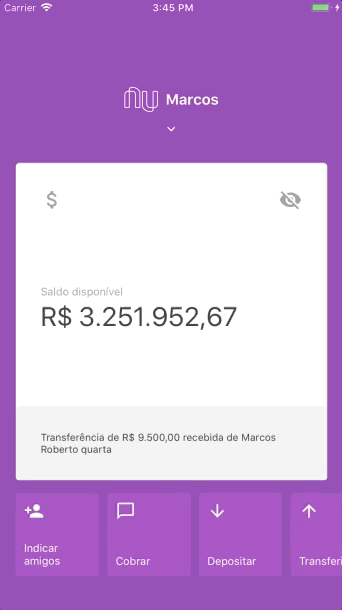 Carrier 3:45 PM
nu Marcos
$
Saldo disponível
R$ 3.251.952,67
Transferência de R$ 9.500,00 recebida de Marcos
Roberto quarta
Indicar
amigos
Cobrar
Depositar
Transferi